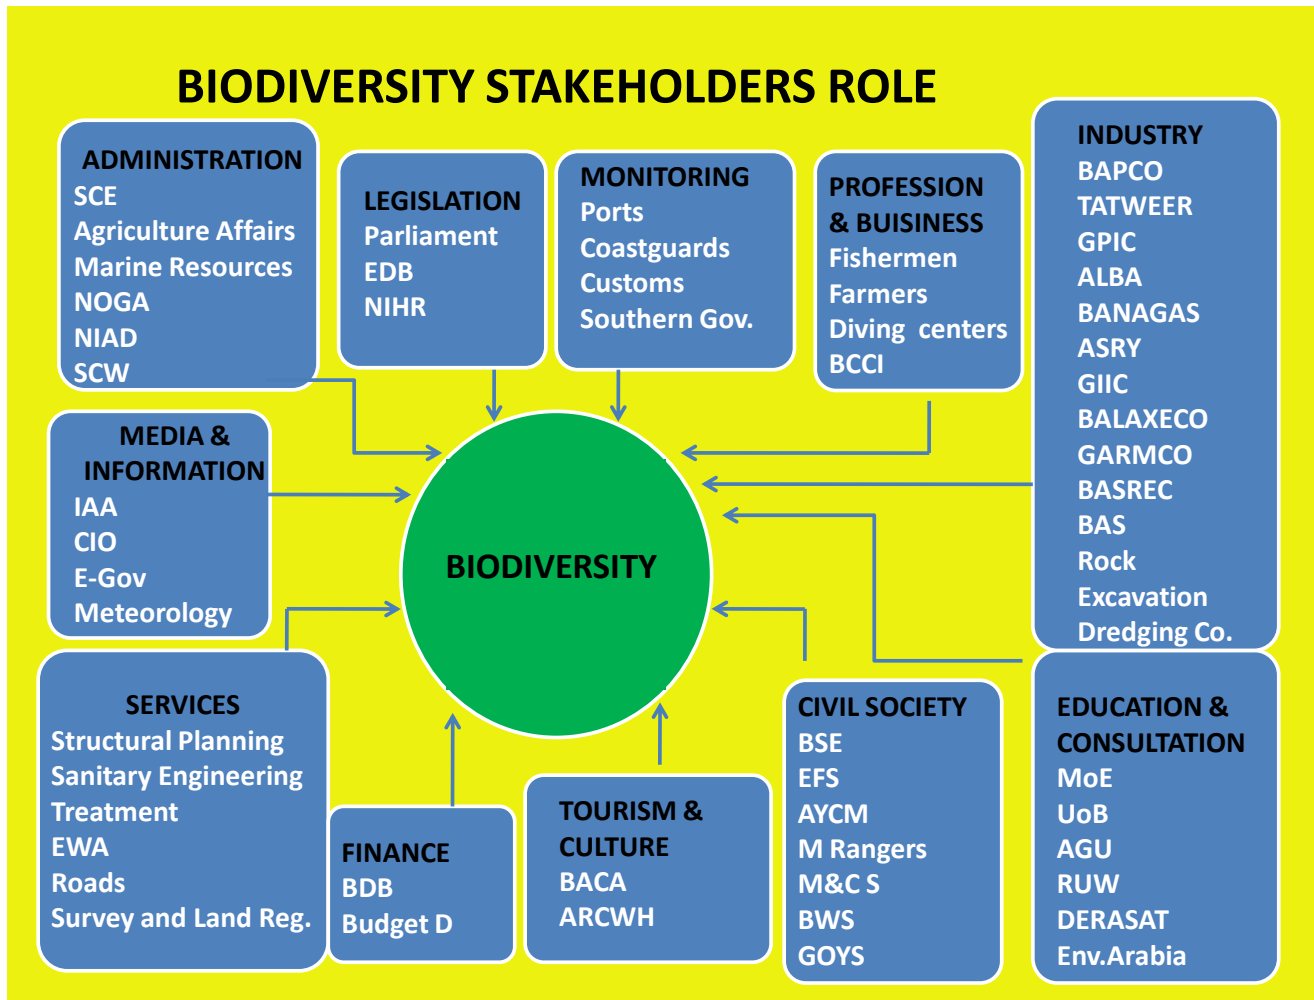 BIODIVERSITY STAKEHOLDERS ROLE
ADMINISTRATION
SCE
Agriculture Affairs
Marine Resources
NOGA
NIAD
SCW
LEGISLATION
Parliament
EDB
NIHR
MONITORING
Ports
Coastguards
Customs
Southern Gov.
PROFESSION
& BUISINESS
Fishermen
Farmers
Diving centers
BCCI
INDUSTRY
BAPCO
TATWEER
GPIC
ALBA
BANAGAS
ASRY
GIIC
BALAXECO
GARMCO
BASREC
BAS
Rock
Excavation
Dredging Co.
MEDIA &
INFORMATION
IAA
CIO
E-Gov
Meteorology
BIODIVERSITY
SERVICES
Structural Planning
Sanitary Engineering
Treatment
EWA
Roads
Survey and Land Reg.
FINANCE
BDB
Budget D
TOURISM &
CULTURE
BACA
ARCWH
CIVIL SOCIETY
BSE
EFS
AYCM
M Rangers
M&C S
BWS
GOYS
EDUCATION &
CONSULTATION
MoE
UoB
AGU
RUW
DERASAT
Env.Arabia